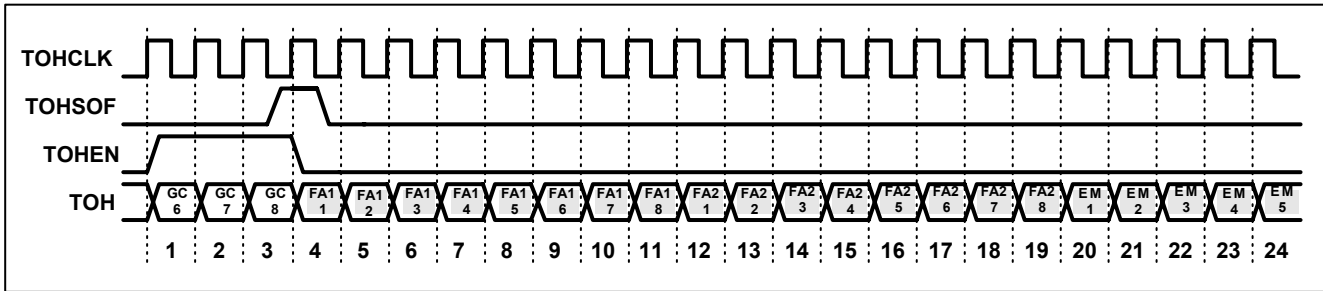 TOHCLK
TOHSOF
TOHEN
TOH
GC GC GC FA1 FA1 FA1 FA1 FA1 FA1 FA1 FA1 FA2 FA2 FA2 FA2 FA2 FA2 FA2 FA2 EM EM EM EM EM
6 7 8 1 2 3 4 5 6 7 8 1 2 3 4 5 6 7 8 1 2 3 4 5
1 2 3 4 5 6 7 8 9 10 11 12 13 14 15 16 17 18 19 20 21 22 23 24